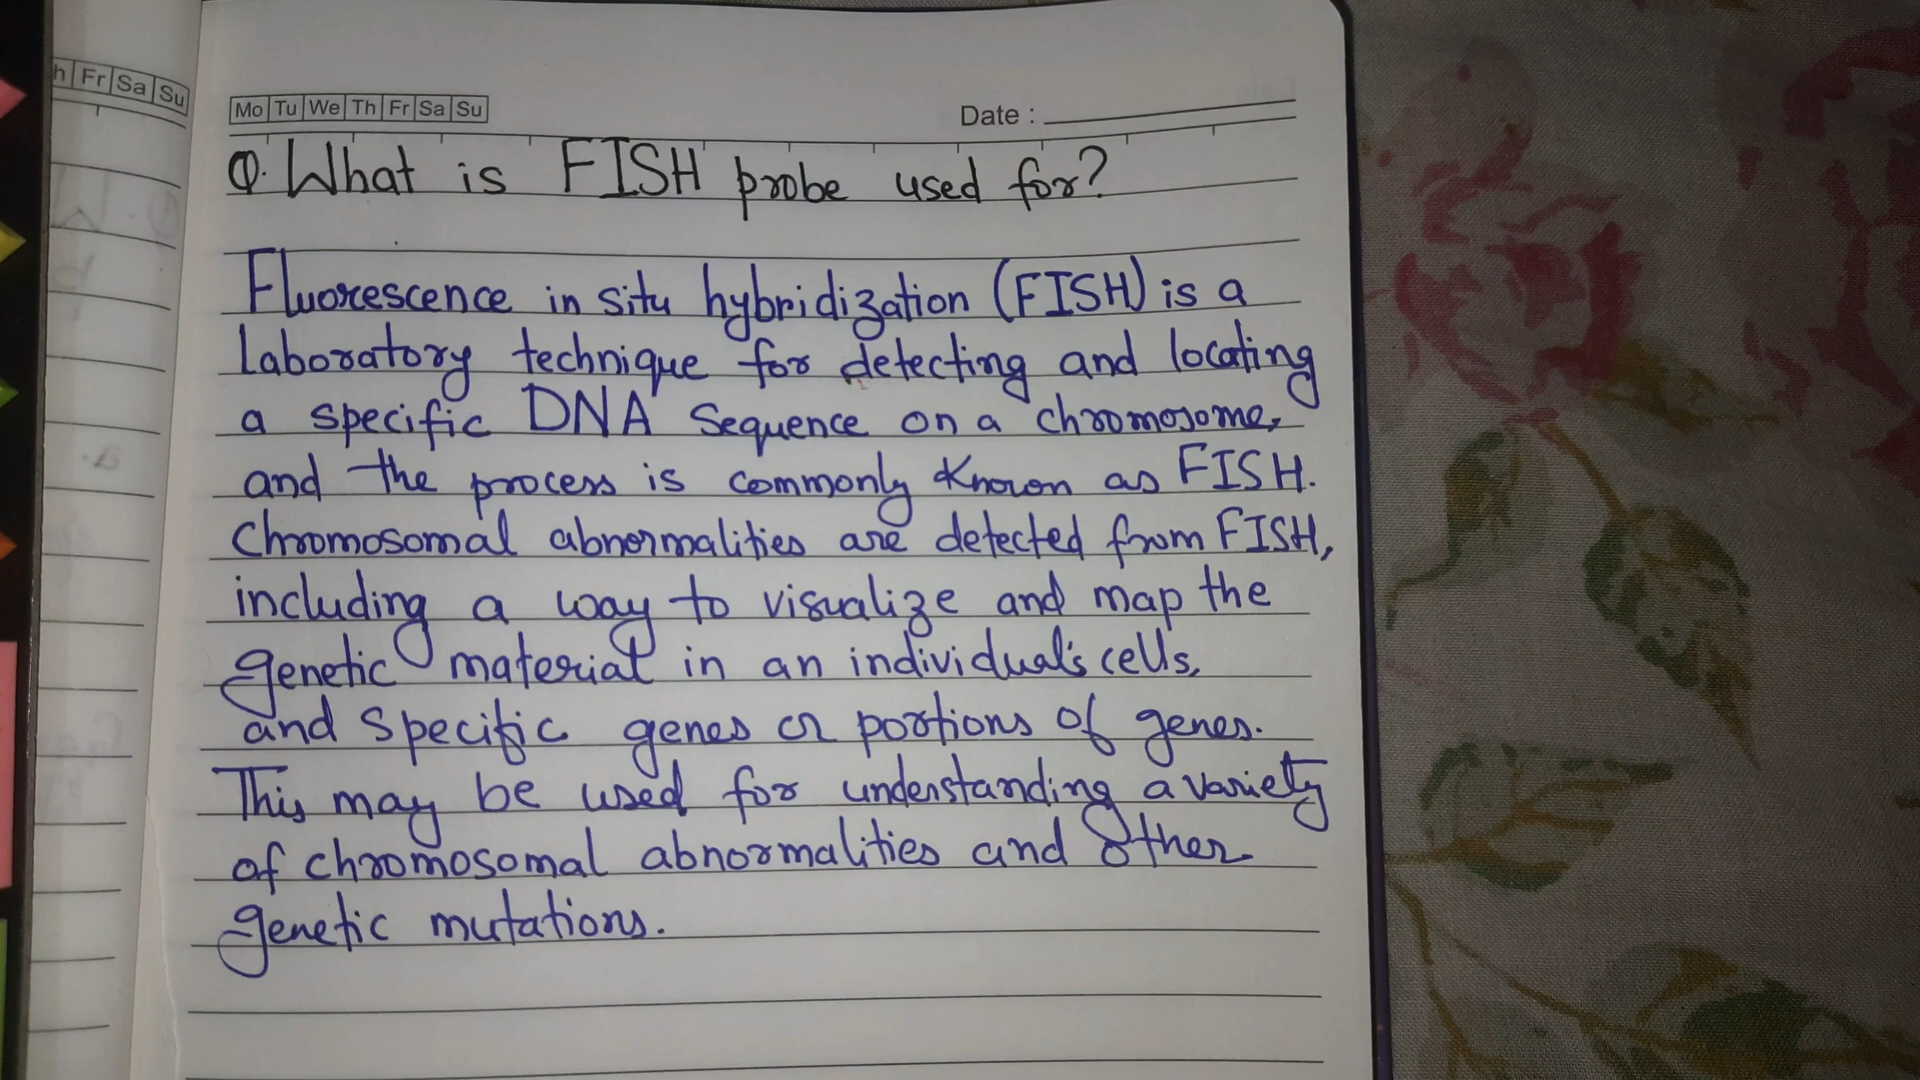 h Fr Sa Su
Mo Tu We Th Fr Sa Su
Date :
Q. What is FISH probe used for?
Fluorescence in situ hybridization (FISH) is a
laboratory technique for detecting and locating
a specific DNA sequence on a chromosome,
and the process is commonly known as FISH.
Chromosomal abnormalities are detected from FISH,
including a way to visualize and map the
genetic material in an individual's cells,
and specific genes or portions of genes.
This may be used for understanding a variety
of chromosomal abnormalities and other
genetic mutations.